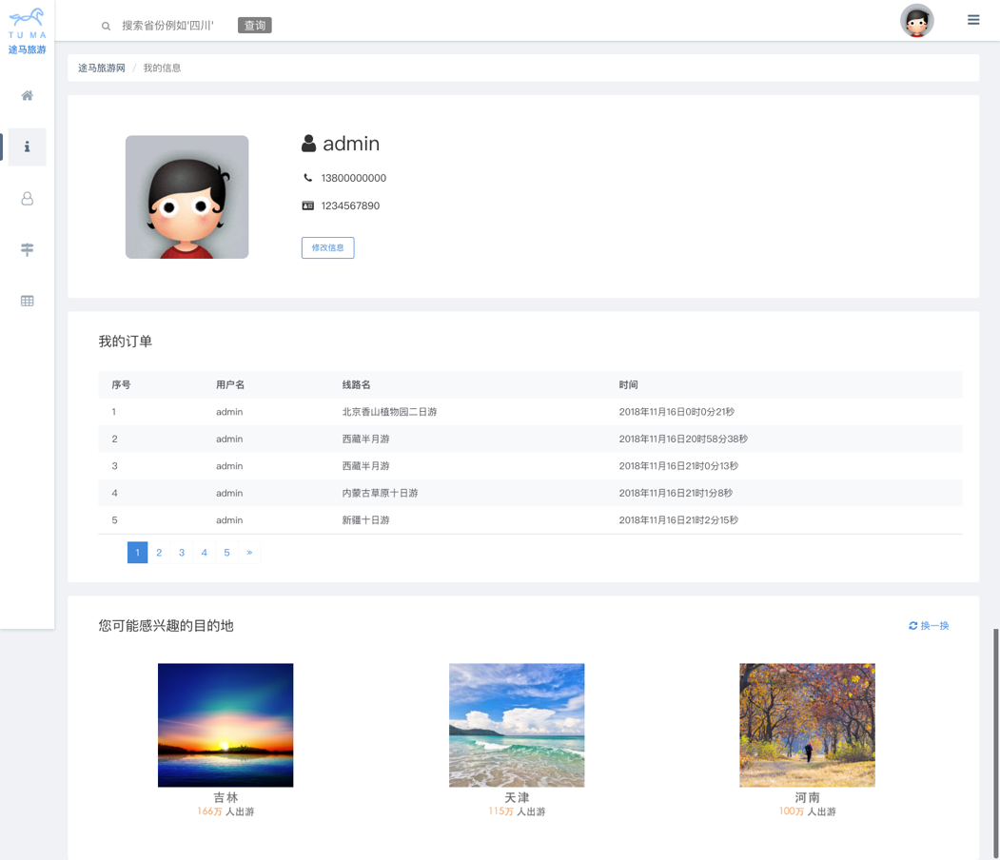 TU MA
途马旅游
搜索省份例如'四川'
查询
途马旅游网 / 我的信息
admin
13800000000
1234567890
修改信息
我的订单
序号 用户名 线路名 时间
1 admin 北京香山植物园二日游 2018年11月16日0时0分21秒
2 admin 西藏半月游 2018年11月16日20时58分38秒
3 admin 西藏半月游 2018年11月16日21时0分13秒
4 admin 内蒙古草原十日游 2018年11月16日21时1分8秒
5 admin 新疆十日游 2018年11月16日21时2分15秒
1 2 3 4 5 »
您可能感兴趣的目的地
换一换
吉林 天津 河南
166万 人出游 115万 人出游 100万 人出游